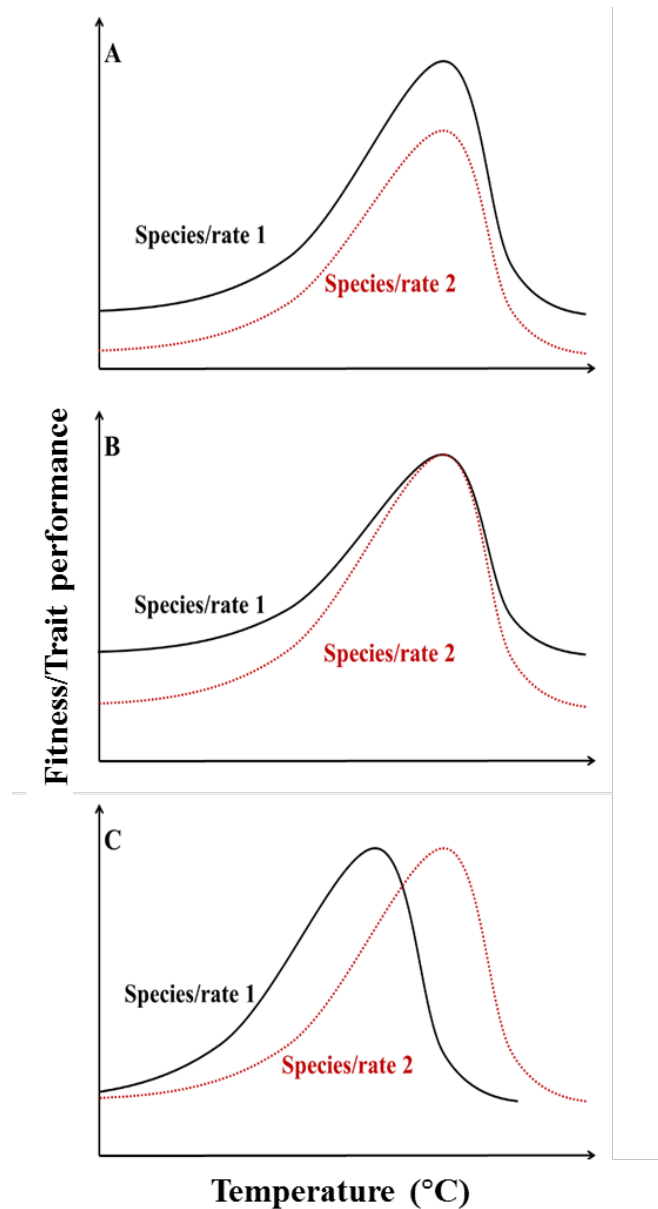 A
Species/rate 1
Species/rate 2
B
Species/rate 1
Species/rate 2
Fitness/Trait performance
C
Species/rate 1
Species/rate 2
Temperature (°C)